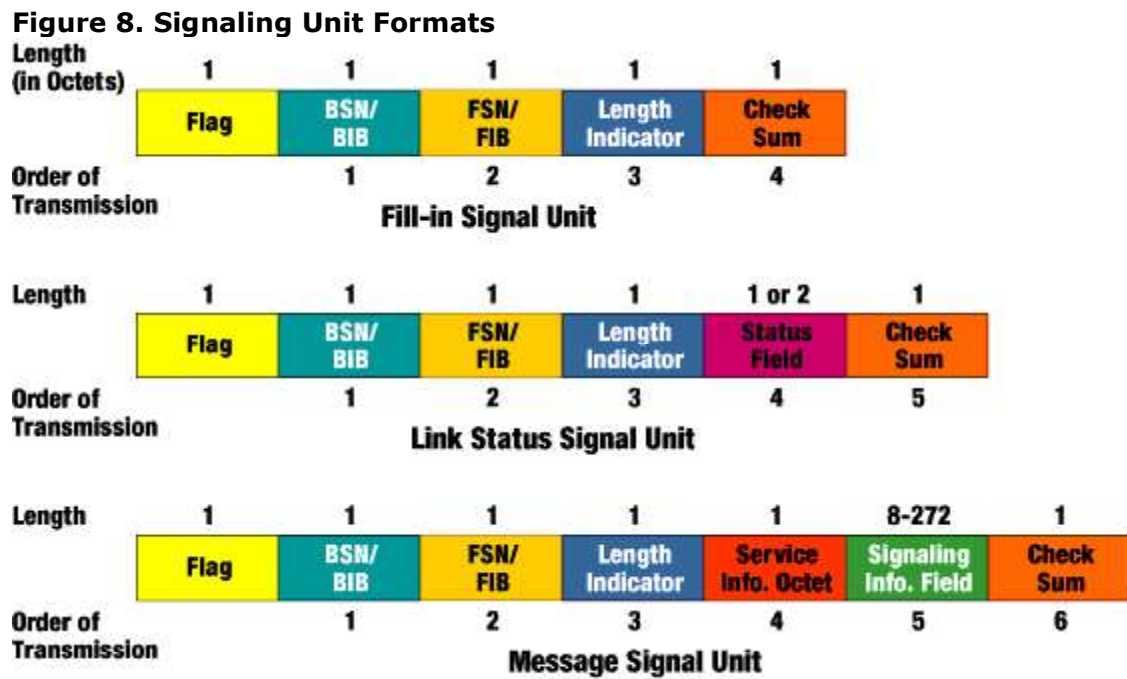 Figure 8. Signaling Unit Formats
Length
(in Octets) 1 1 1 1 1
Flag BSN/ BIB FSN/ FIB Length Indicator Check Sum
Order of
Transmission 1 2 3 4
Fill-in Signal Unit
Length 1 1 1 1 1 or 2 1
Flag BSN/ BIB FSN/ FIB Length Indicator Status Field Check Sum
Order of
Transmission 1 2 3 4 5
Link Status Signal Unit
Length 1 1 1 1 1 8-272 1
Flag BSN/ BIB FSN/ FIB Length Indicator Service Info. Octet Signaling Info. Field Check Sum
Order of
Transmission 1 2 3 4 5 6
Message Signal Unit